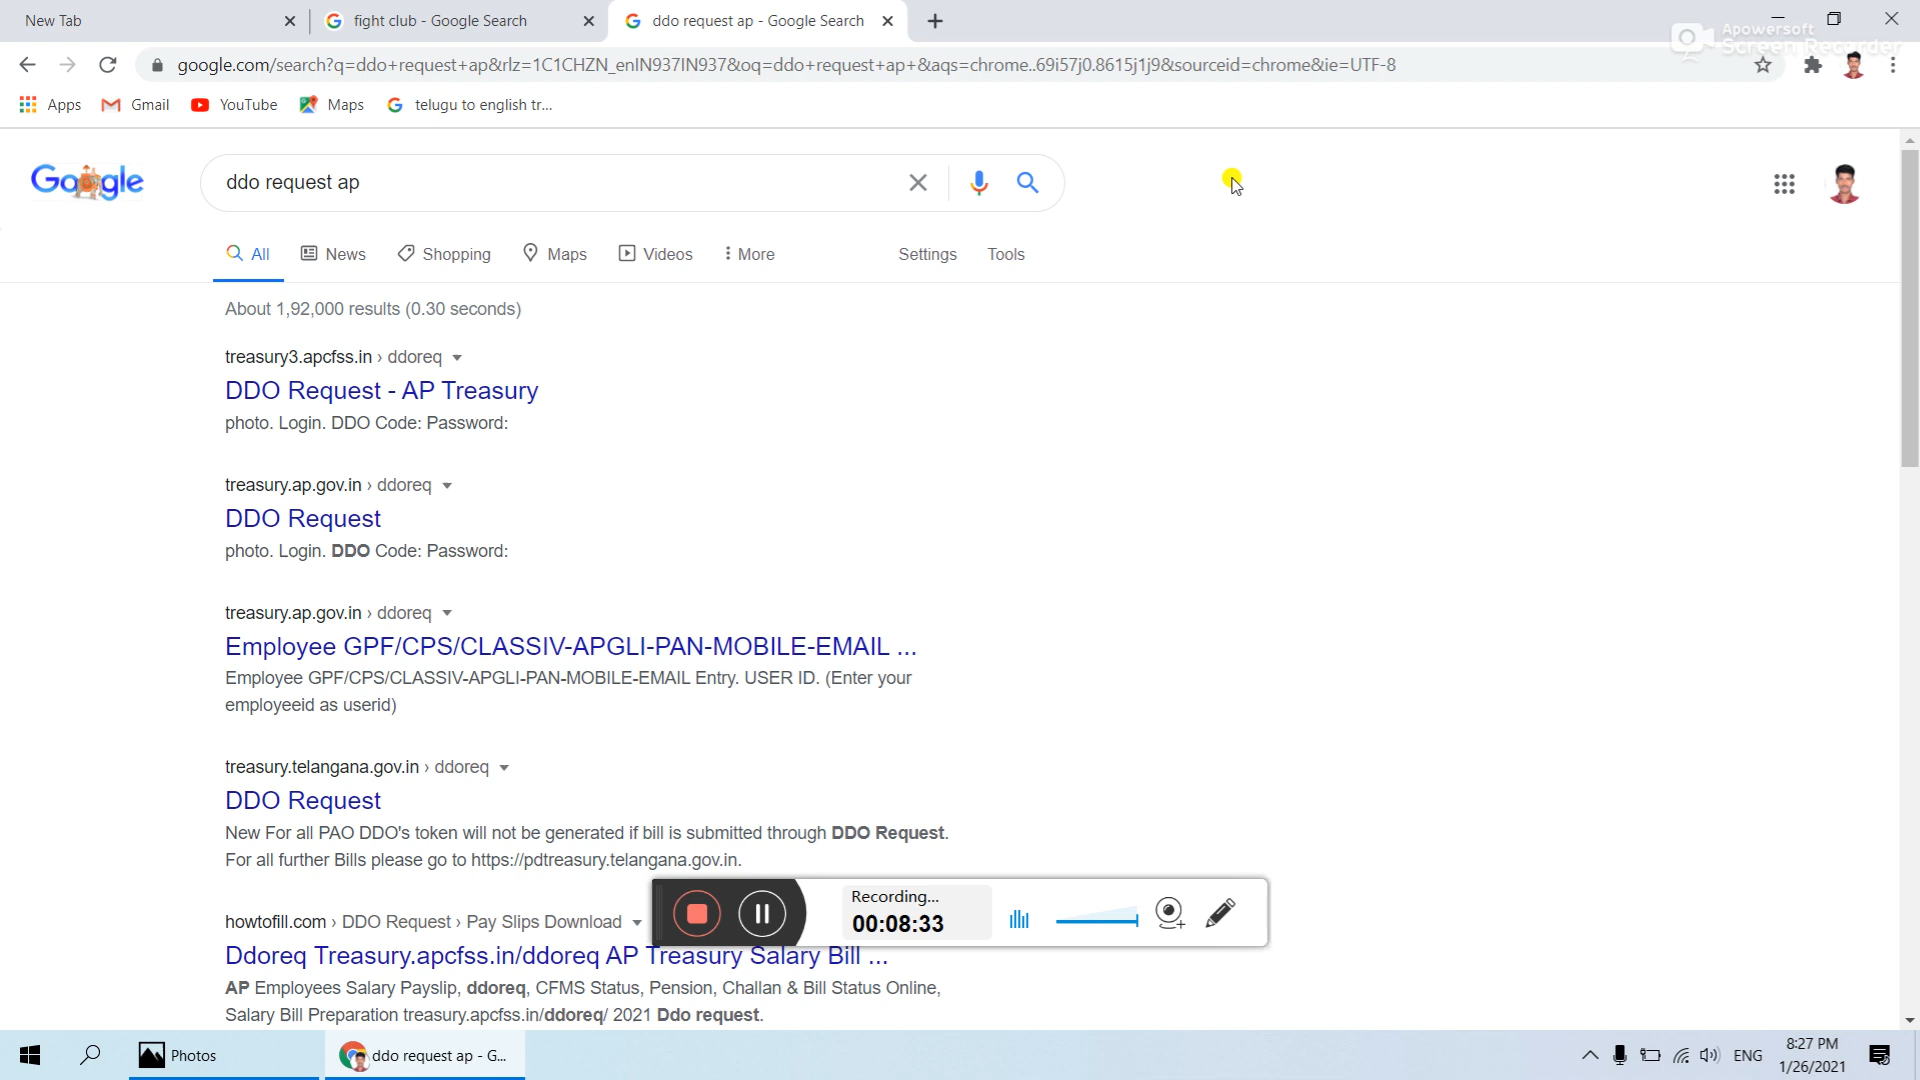 New Tab
fight club - Google Search
ddo request ap - Google Search
Apowersoft
Screen Recorder
google.com/search?q=ddo+request+ap&rlz=1C1CHZN_enIN937IN937&oq=ddo+request+ap+&aqs=chrome..69i57j0.8615j1j9&sourceid=chrome&ie=UTF-8
Apps Gmail YouTube Maps telugu to english tr...
Google
ddo request ap
All News Shopping Maps Videos More Settings Tools
About 1,92,000 results (0.30 seconds)
treasury3.apcfss.in › ddoreq
DDO Request - AP Treasury
photo. Login. DDO Code: Password:
treasury.ap.gov.in › ddoreq
DDO Request
photo. Login. DDO Code: Password:
treasury.ap.gov.in › ddoreq
Employee GPF/CPS/CLASSIV-APGLI-PAN-MOBILE-EMAIL ...
Employee GPF/CPS/CLASSIV-APGLI-PAN-MOBILE-EMAIL Entry. USER ID. (Enter your
employeeid as userid)
treasury.telangana.gov.in › ddoreq
DDO Request
New For all PAO DDO's token will not be generated if bill is submitted through DDO Request.
For all further Bills please go to https://pdtreasury.telangana.gov.in.
howtofill.com › DDO Request › Pay Slips Download
Recording...
00:08:33
Ddoreq Treasury.apcfss.in/ddoreq AP Treasury Salary Bill ...
AP Employees Salary Payslip, ddoreq, CFMS Status, Pension, Challan & Bill Status Online,
Salary Bill Preparation treasury.apcfss.in/ddoreq/ 2021 Ddo request.
Photos
ddo request ap - G...
ENG
8:27 PM
1/26/2021